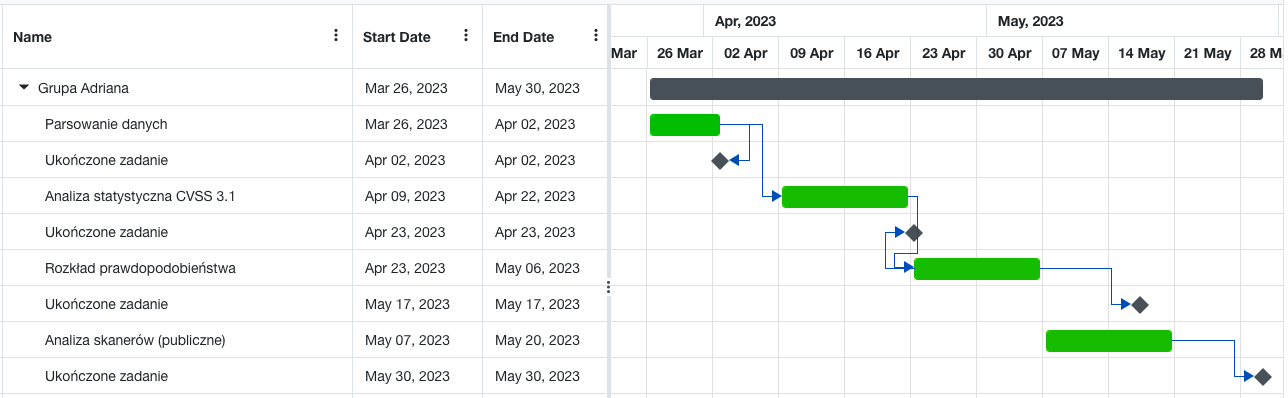 Apr, 2023 May, 2023
Name Start Date End Date
Mar 26 Mar 02 Apr 09 Apr 16 Apr 23 Apr 30 Apr 07 May 14 May 21 May 28 M
Grupa Adriana Mar 26, 2023 May 30, 2023
Parsowanie danych Mar 26, 2023 Apr 02, 2023
Ukończone zadanie Apr 02, 2023 Apr 02, 2023
Analiza statystyczna CVSS 3.1 Apr 09, 2023 Apr 22, 2023
Ukończone zadanie Apr 23, 2023 Apr 23, 2023
Rozkład prawdopodobieństwa Apr 23, 2023 May 06, 2023
Ukończone zadanie May 17, 2023 May 17, 2023
Analiza skanerów (publiczne) May 07, 2023 May 20, 2023
Ukończone zadanie May 30, 2023 May 30, 2023